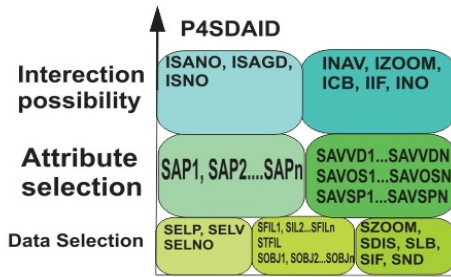 P4SDAID
Interection
possibility
ISANO, ISAGD,
ISNO
INAV, IZOOM,
ICB, IIF, INO
Attribute
selection
SAP1, SAP2....SAPn
SAVVD1...SAVVDN
SAVOS1...SAVOSN
SAVSP1...SAVSPN
Data Selection
SELP, SELV
SELNO
SFIL1, SIL2...SFILn
STFIL
SOBJ1, SOBJ2...SOBJn
SZOOM,
SDIS, SLB,
SIF, SND